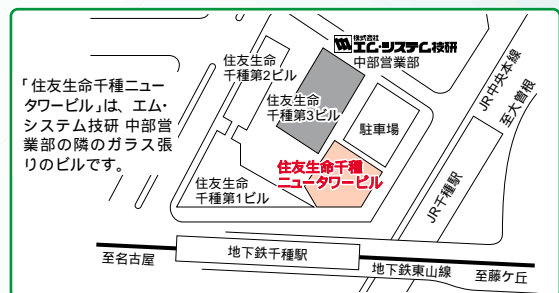 「住友生命千種ニュー
タワービル」は、エム・
システム技研 中部営
業部の隣のガラス張
りのビルです。
株式会社
エム・システム技研
中部営業部
住友生命
千種第2ビル
住友生命
千種第3ビル
駐車場
住友生命千種
ニュータワービル
住友生命
千種第1ビル
JR中央本線
至大曽根
JR千種駅
地下鉄千種駅
至名古屋
地下鉄東山線
至藤ケ丘